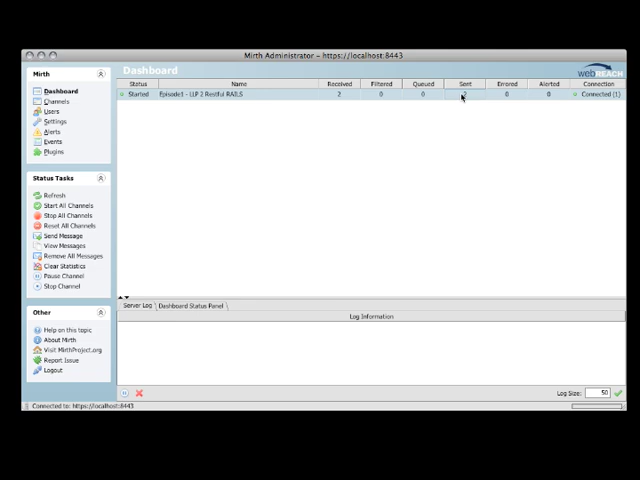 Mirth Administrator - https://localhost:8443
Mirth
Dashboard
Channels
Users
Settings
Alerts
Events
Plugins
Status Tasks
Refresh
Start All Channels
Stop All Channels
Reset All Channels
Send Message
View Messages
Remove All Messages
Clear Statistics
Pause Channel
Stop Channel
Other
Help on this topic
About Mirth
Visit MirthProject.org
Report Issue
Logout
Dashboard
webREACH
Status Name Received Filtered Queued Sent Errored Alerted Connection
Started Episode1 - LLP 2 Restful RAILS 2 0 0 0 0 Connected (1)
Server Log Dashboard Status Panel
Log Information
Log Size: 50
Connected to: https://localhost:8443